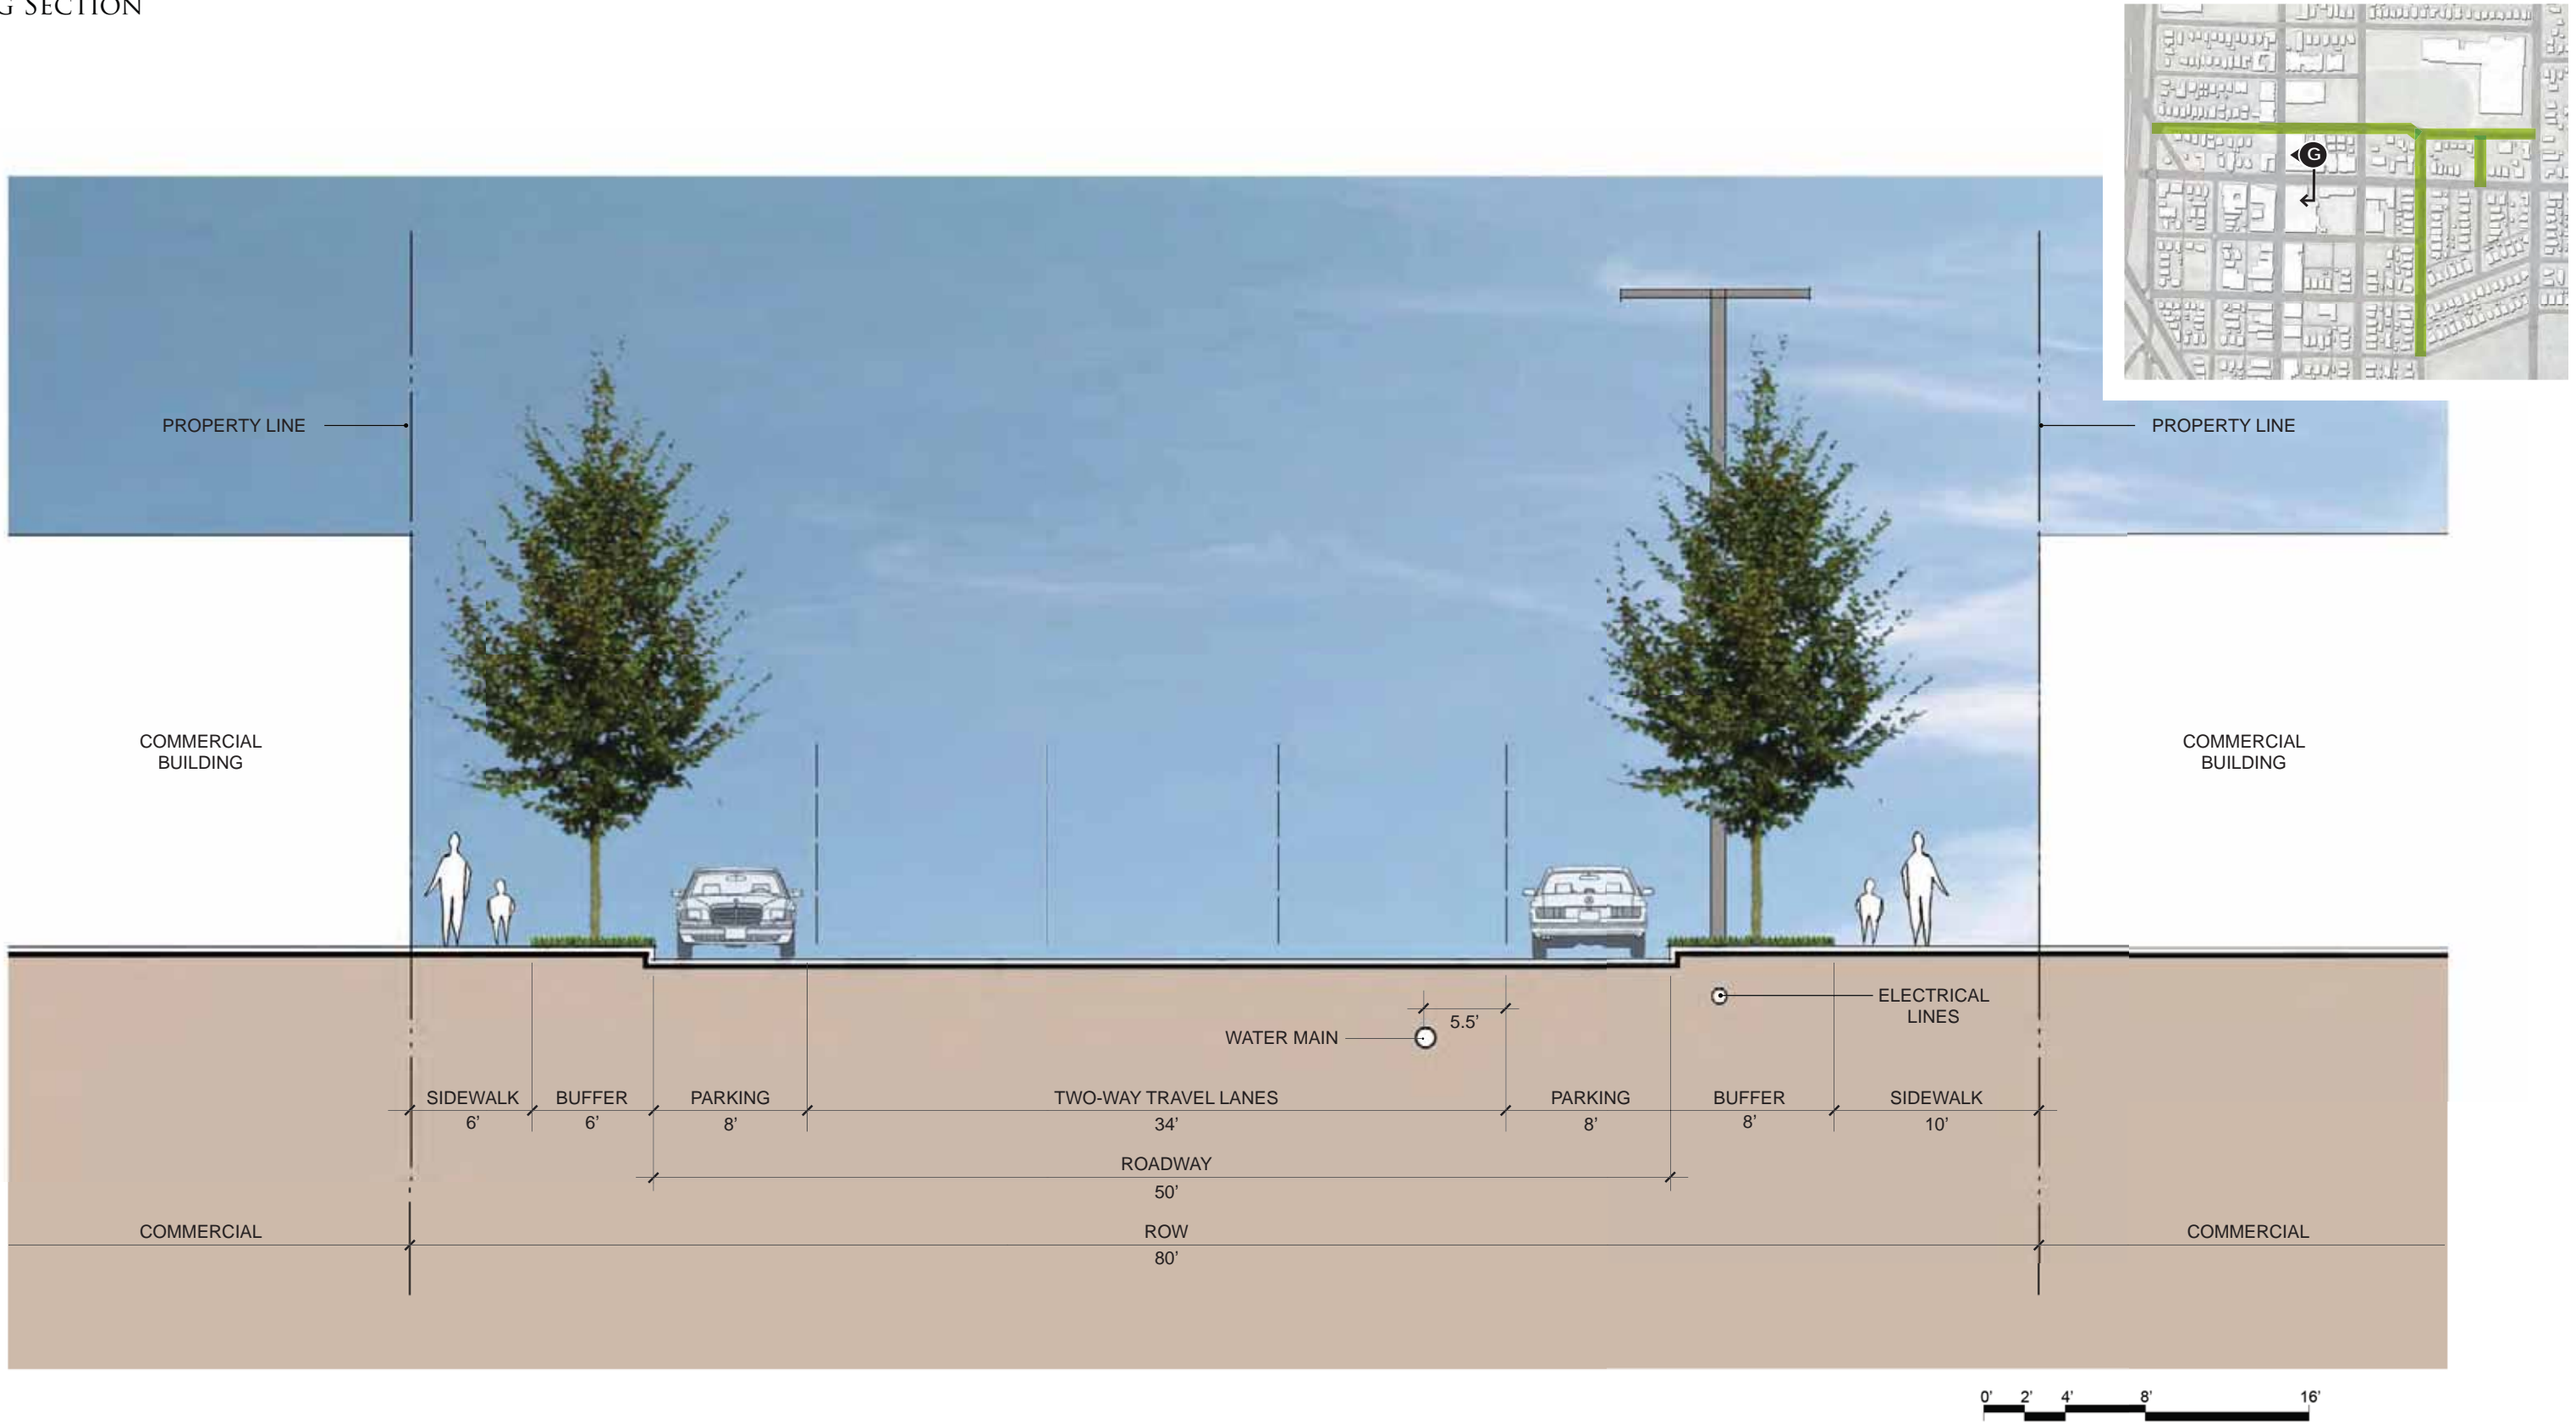 G SECTION
G
PROPERTY LINE
PROPERTY LINE
COMMERCIAL
BUILDING
COMMERCIAL
BUILDING
ELECTRICAL
LINES
5.5’
WATER MAIN
SIDEWALK
6’
BUFFER
6’
PARKING
8’
TWO-WAY TRAVEL LANES
34’
PARKING
8’
BUFFER
8’
SIDEWALK
10’
ROADWAY
50’
COMMERCIAL
ROW
80’
COMMERCIAL
0’ 2’ 4’ 8’ 16’